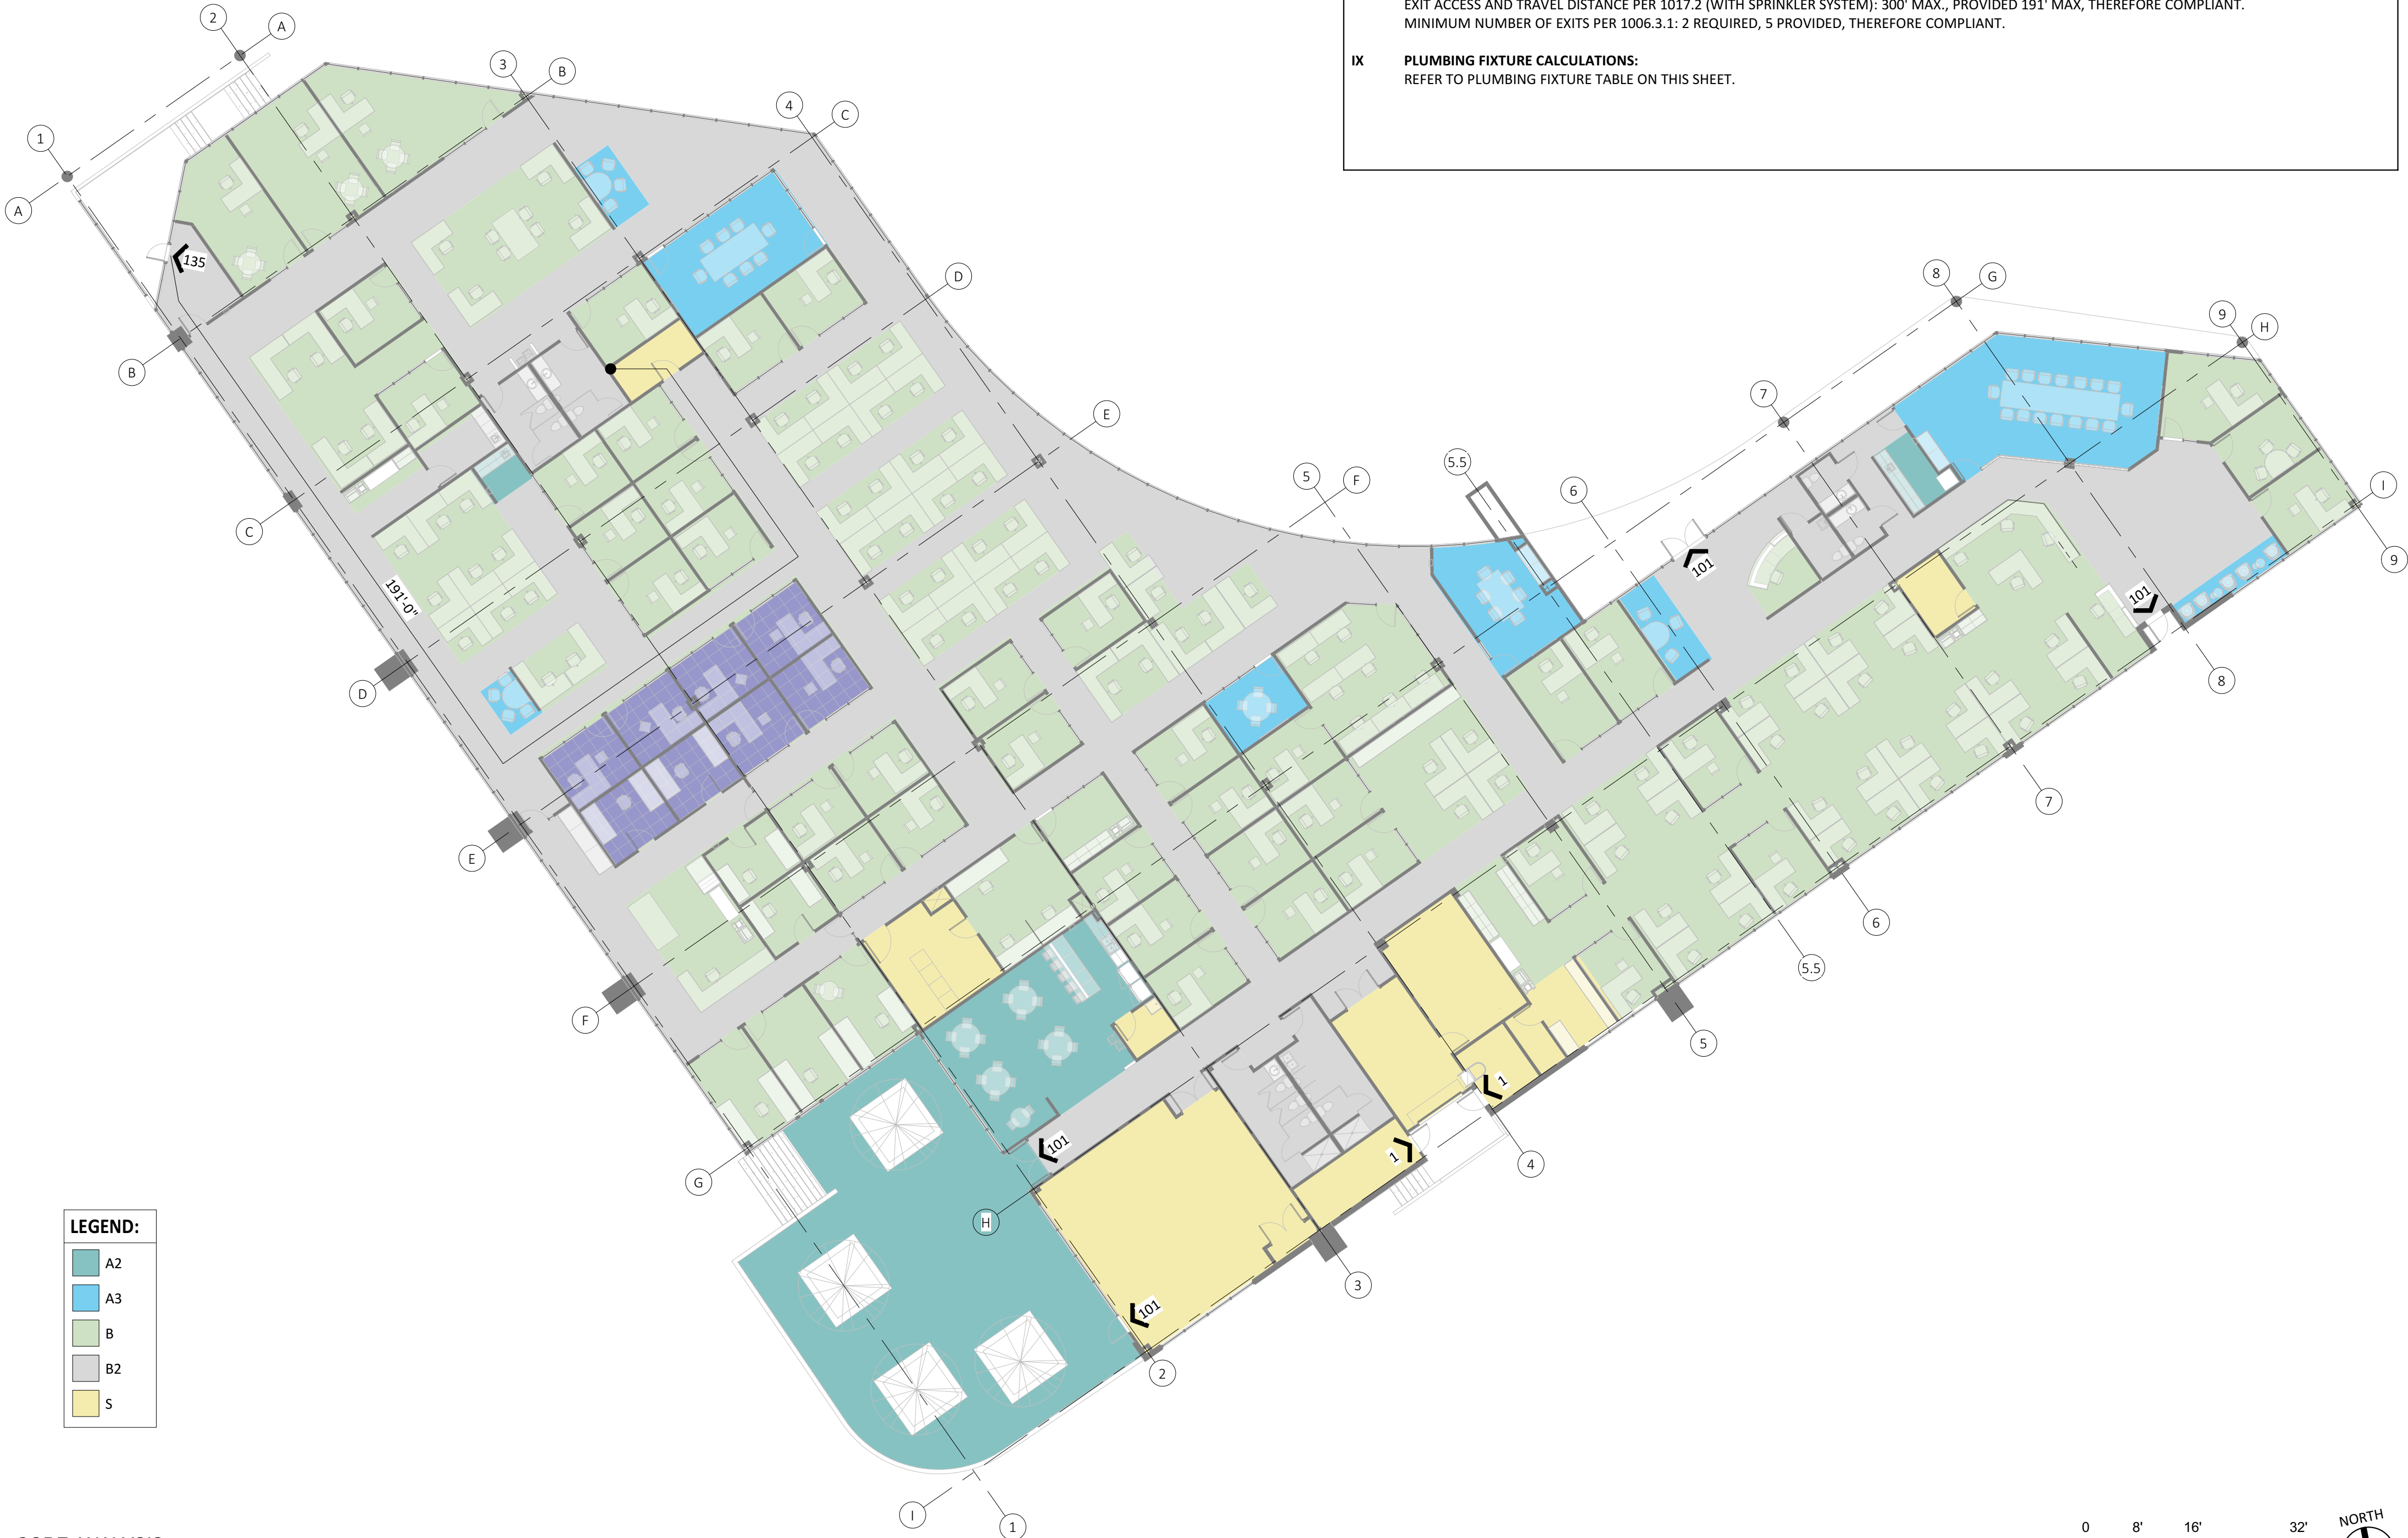 EXIT ACCESS AND TRAVEL DISTANCE PER 1017.2 (WITH SPRINKLER SYSTEM): 300' MAX., PROVIDED 191' MAX, THEREFORE COMPLIANT.
MINIMUM NUMBER OF EXITS PER 1006.3.1: 2 REQUIRED, 5 PROVIDED, THEREFORE COMPLIANT.
IX PLUMBING FIXTURE CALCULATIONS:
REFER TO PLUMBING FIXTURE TABLE ON THIS SHEET.
2
A
3
B
4
C
1
A
135
B
D
8
G
9
H
E
7
5
F
5.5
6
I
C
9
101
101
191'-0"
D
8
7
E
6
5.5
F
5
1
101
1
4
G
H
3
101
2
I
1
LEGEND:
A2
A3
B
B2
S
0 8' 16' 32'
NORTH